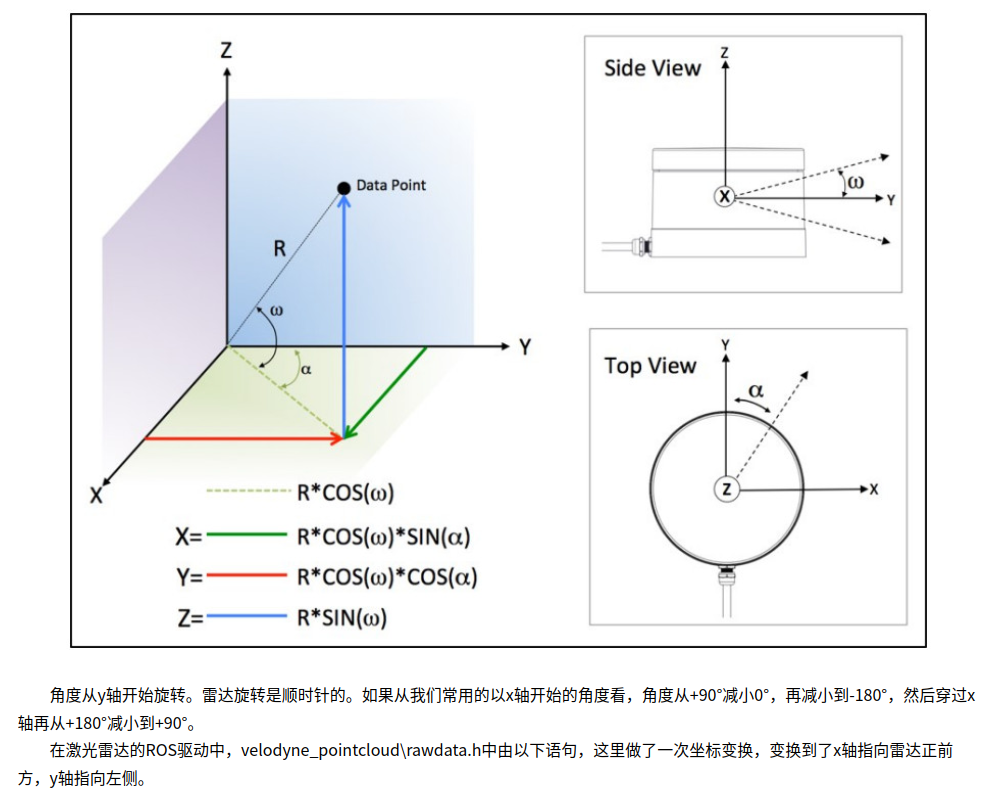 Z
Data Point
R
ω
α
Y
X
R*COS(ω)
X= R*COS(ω)*SIN(α)
Y= R*COS(ω)*COS(α)
Z= R*SIN(ω)
Side View
Z
X
ω
Y
Top View
Y
α
Z
X
角度从y轴开始旋转。雷达旋转是顺时针的。如果从我们常用的以x轴开始的角度看，角度从+90°减小0°，再减小到-180°，然后穿过x
轴再从+180°减小到+90°。
在激光雷达的ROS驱动中，velodyne_pointcloud\rawdata.h中由以下语句，这里做了一次坐标变换，变换到了x轴指向雷达正前
方，y轴指向左侧。